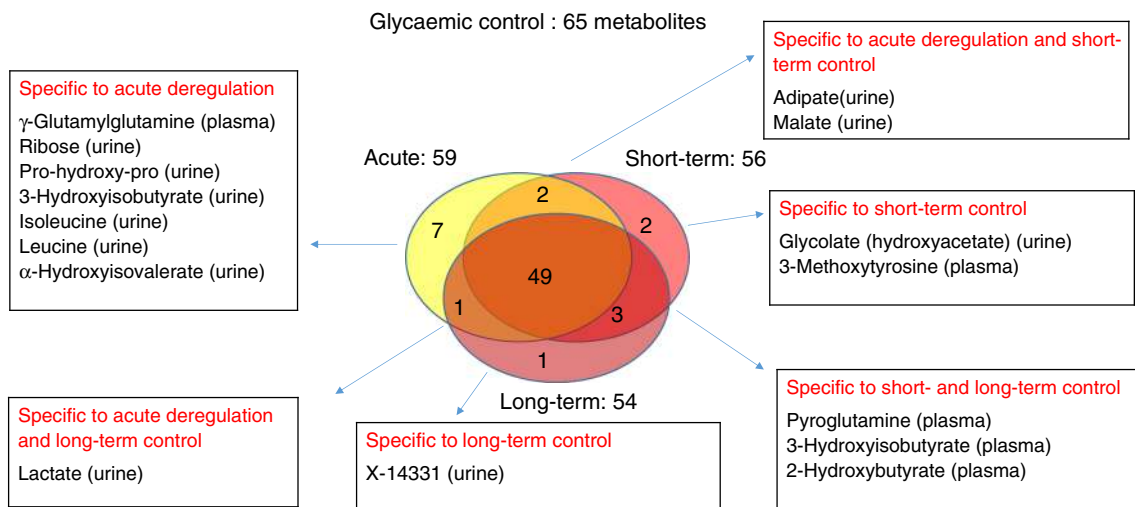 Glycaemic control : 65 metabolites
Specific to acute deregulation and short-
term control
Adipate(urine)
Malate (urine)
Specific to acute deregulation
γ-Glutamylglutamine (plasma)
Ribose (urine)
Pro-hydroxy-pro (urine)
3-Hydroxyisobutyrate (urine)
Isoleucine (urine)
Leucine (urine)
α-Hydroxyisovalerate (urine)
Acute: 59
Short-term: 56
2
7
2
49
1
3
1
Long-term: 54
Specific to short-term control
Glycolate (hydroxyacetate) (urine)
3-Methoxytyrosine (plasma)
Specific to acute deregulation
and long-term control
Lactate (urine)
Specific to long-term control
X-14331 (urine)
Specific to short- and long-term control
Pyroglutamine (plasma)
3-Hydroxyisobutyrate (plasma)
2-Hydroxybutyrate (plasma)